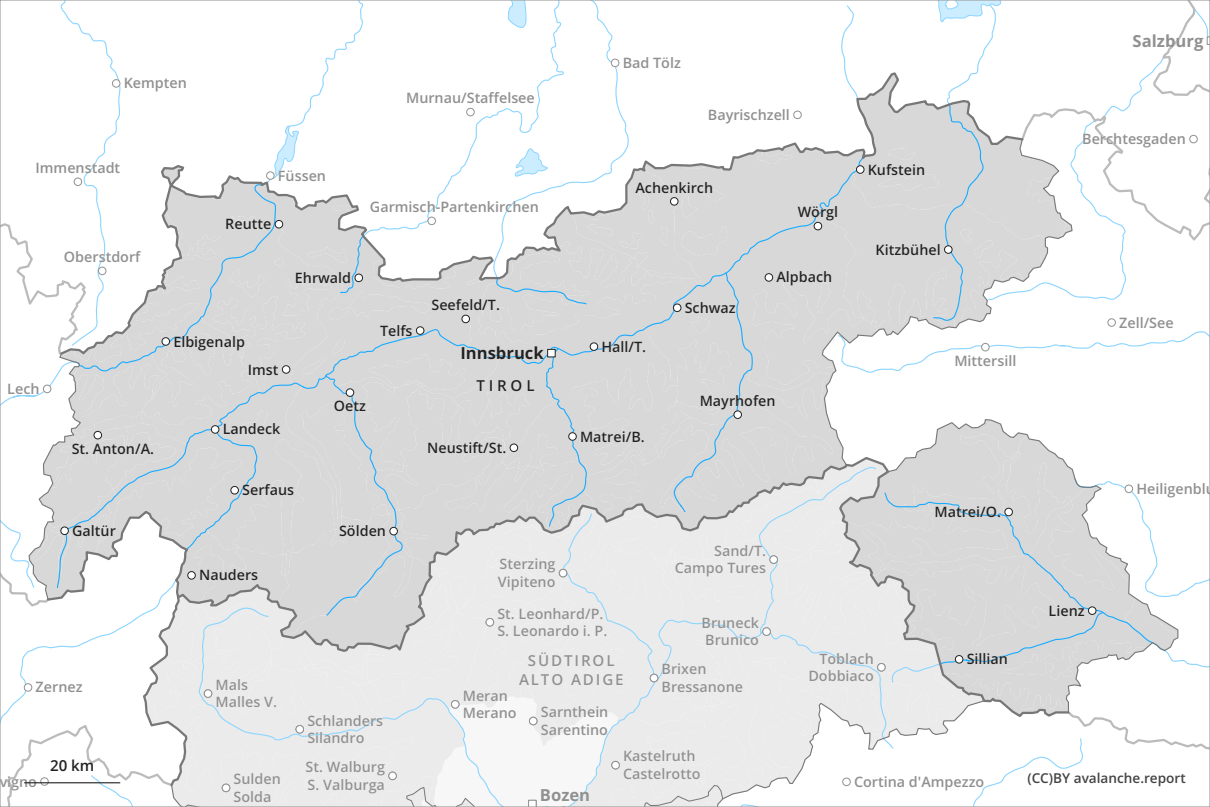 Salzburg
Bad Tölz
Kempten
Murnau/Staffelsee
Bayrischzell
Berchtesgaden
Immenstadt
Füssen
Kufstein
Achenkirch
Garmisch-Partenkirchen
Wörgl
Reutte
Kitzbühel
Oberstdorf
Ehrwald
Alpbach
Seefeld/T.
Schwaz
Zell/See
Telfs
Elbigenalp
Hall/T.
Innsbruck
Mittersill
Imst
TIROL
Lech
Oetz
Mayrhofen
Landeck
Matrei/B.
St. Anton/A.
Neustift/St.
Serfaus
Heiligenblu
Matrei/O.
Galtür
Sölden
Sand/T.
Campo Tures
Sterzing
Vipiteno
Nauders
Lienz
St. Leonhard/P.
S. Leonardo i. P.
Bruneck
Brunico
SÜDTIROL
ALTO ADIGE
Toblach
Dobbiaco
Sillian
Brixen
Bressanone
Zernez
Mals
Malles V.
Meran
Merano
Sarnthein
Sarentino
Schlanders
Silandro
Kastelruth
Castelrotto
20 km
St. Walburg
S. Valburga
vigno
Sulden
Solda
Cortina d'Ampezzo
(CC)BY avalanche.report
Bozen